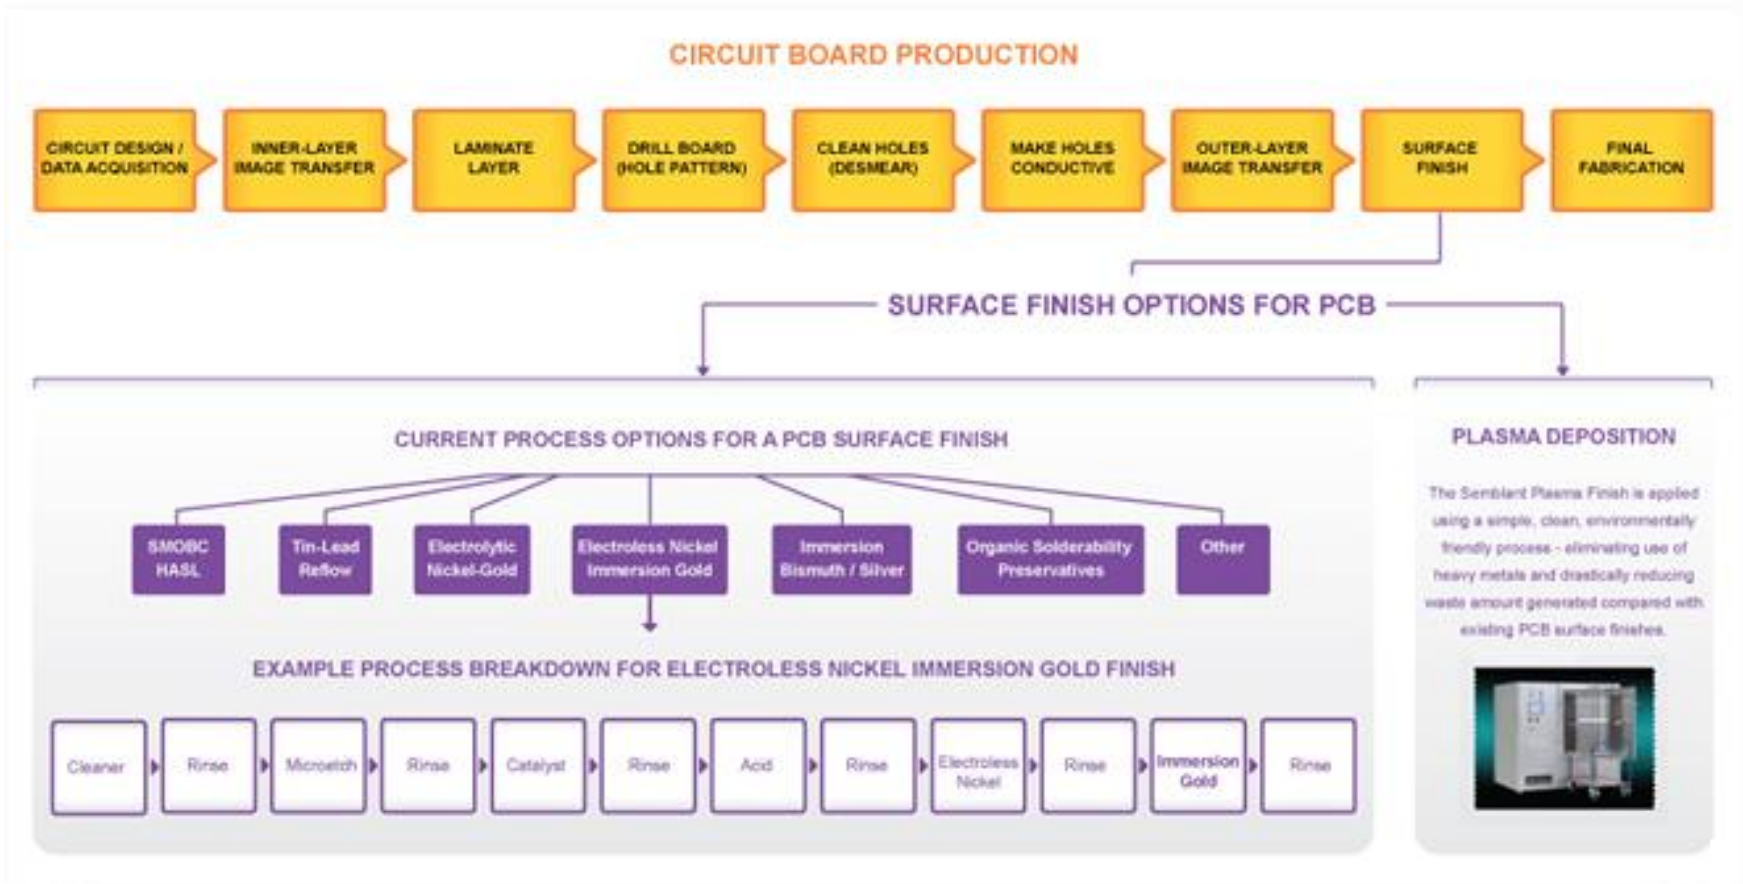 CIRCUIT BOARD PRODUCTION
CIRCUIT DESIGN /
DATA ACQUISITION
INNER-LAYER
IMAGE TRANSFER
LAMINATE
LAYER
DRILL BOARD
(HOLE PATTERN)
CLEAN HOLES
(DESMEAR)
MAKE HOLES
CONDUCTIVE
OUTER-LAYER
IMAGE TRANSFER
SURFACE
FINISH
FINAL
FABRICATION
SURFACE FINISH OPTIONS FOR PCB
CURRENT PROCESS OPTIONS FOR A PCB SURFACE FINISH
SMOBC
HASL
Tin-Lead
Reflow
Electrolytic
Nickel-Gold
Electroless Nickel
Immersion Gold
Immersion
Bismuth / Silver
Organic Solderability
Preservatives
Other
EXAMPLE PROCESS BREAKDOWN FOR ELECTROLESS NICKEL IMMERSION GOLD FINISH
Cleaner
Rinse
Microetch
Rinse
Catalyst
Rinse
Acid
Rinse
Electroless
Nickel
Rinse
Immersion
Gold
Rinse
PLASMA DEPOSITION
The Semblant Plasma Finish is applied
using a simple, clean, environmentally
friendly process - eliminating use of
heavy metals and drastically reducing
waste amount generated compared with
existing PCB surface finishes.